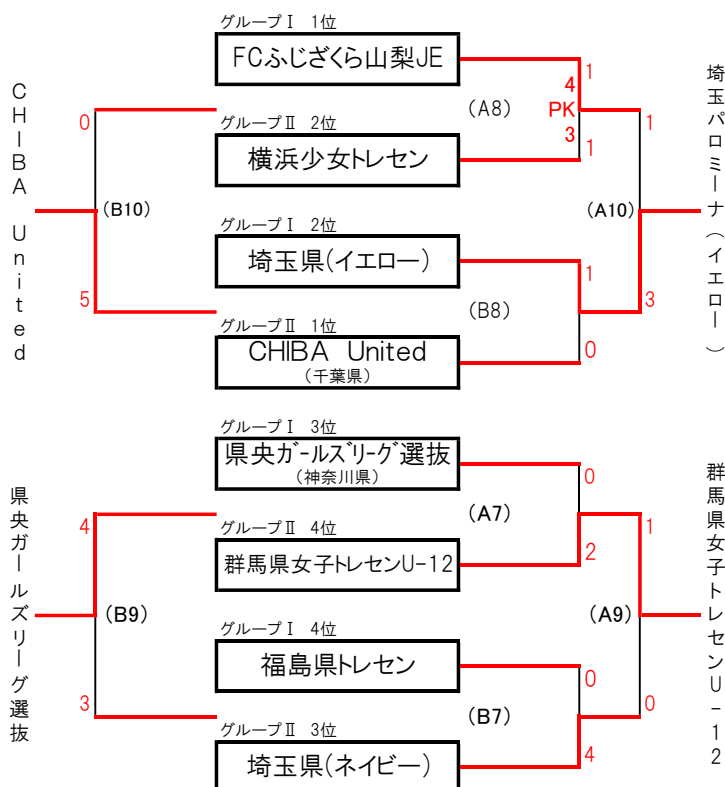 グループⅠ 1位
FCふじざくら山梨JE
グループⅡ 2位
横浜少女トレセン
グループⅠ 2位
埼玉県(イエロー)
グループⅡ 1位
CHIBA United
(千葉県)
CHIBA United
0
5
(B10)
1
4
PK
3
1
(A8)
1
0
(B8)
1
3
(A10)
埼玉パロミーナ(イエロー)
グループⅠ 3位
県央ガールズリーグ選抜
(神奈川県)
グループⅡ 4位
群馬県女子トレセンU-12
グループⅠ 4位
福島県トレセン
グループⅡ 3位
埼玉県(ネイビー)
県央ガールズリーグ選抜
4
3
(B9)
0
2
(A7)
0
4
(B7)
1
0
(A9)
群馬県女子トレセンU-12